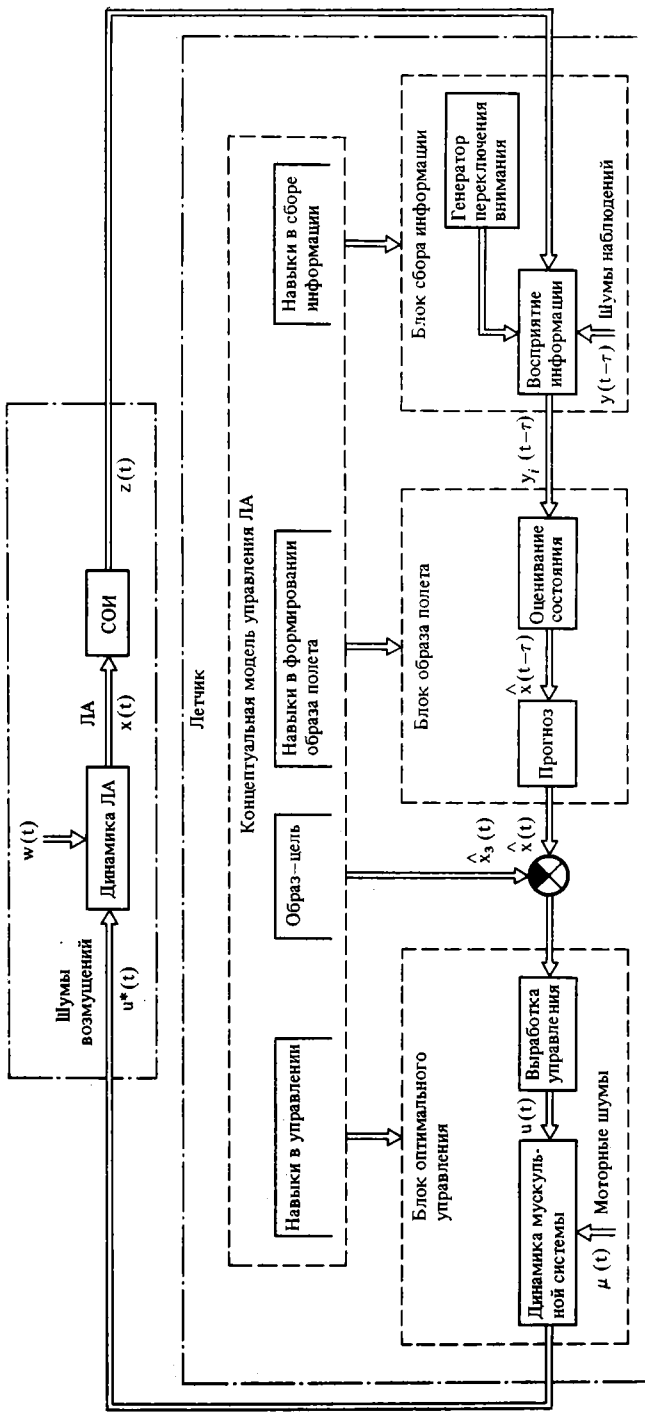 w(t)
Шумы
возмущений
u*(t)
Динамика ЛА
ЛА
x(t)
СОИ
z(t)
Летчик
Концептуальная модель управления ЛА
Навыки в управлении
Образ-цель
Навыки в формировании
образа полета
Навыки в сборе
информации
Блок оптимального
управления
Динамика мускуль-
ной системы
u(t)
Выработка
управления
μ(t)
Моторные шумы
x̂₃(t)
x̂(t)
Блок образа полета
Прогноз
x̂(t-τ)
Оценивание
состояния
yᵢ(t-τ)
Блок сбора информации
Генератор
переключения
внимания
Восприятие
информации
y(t-τ)
Шумы наблюдений